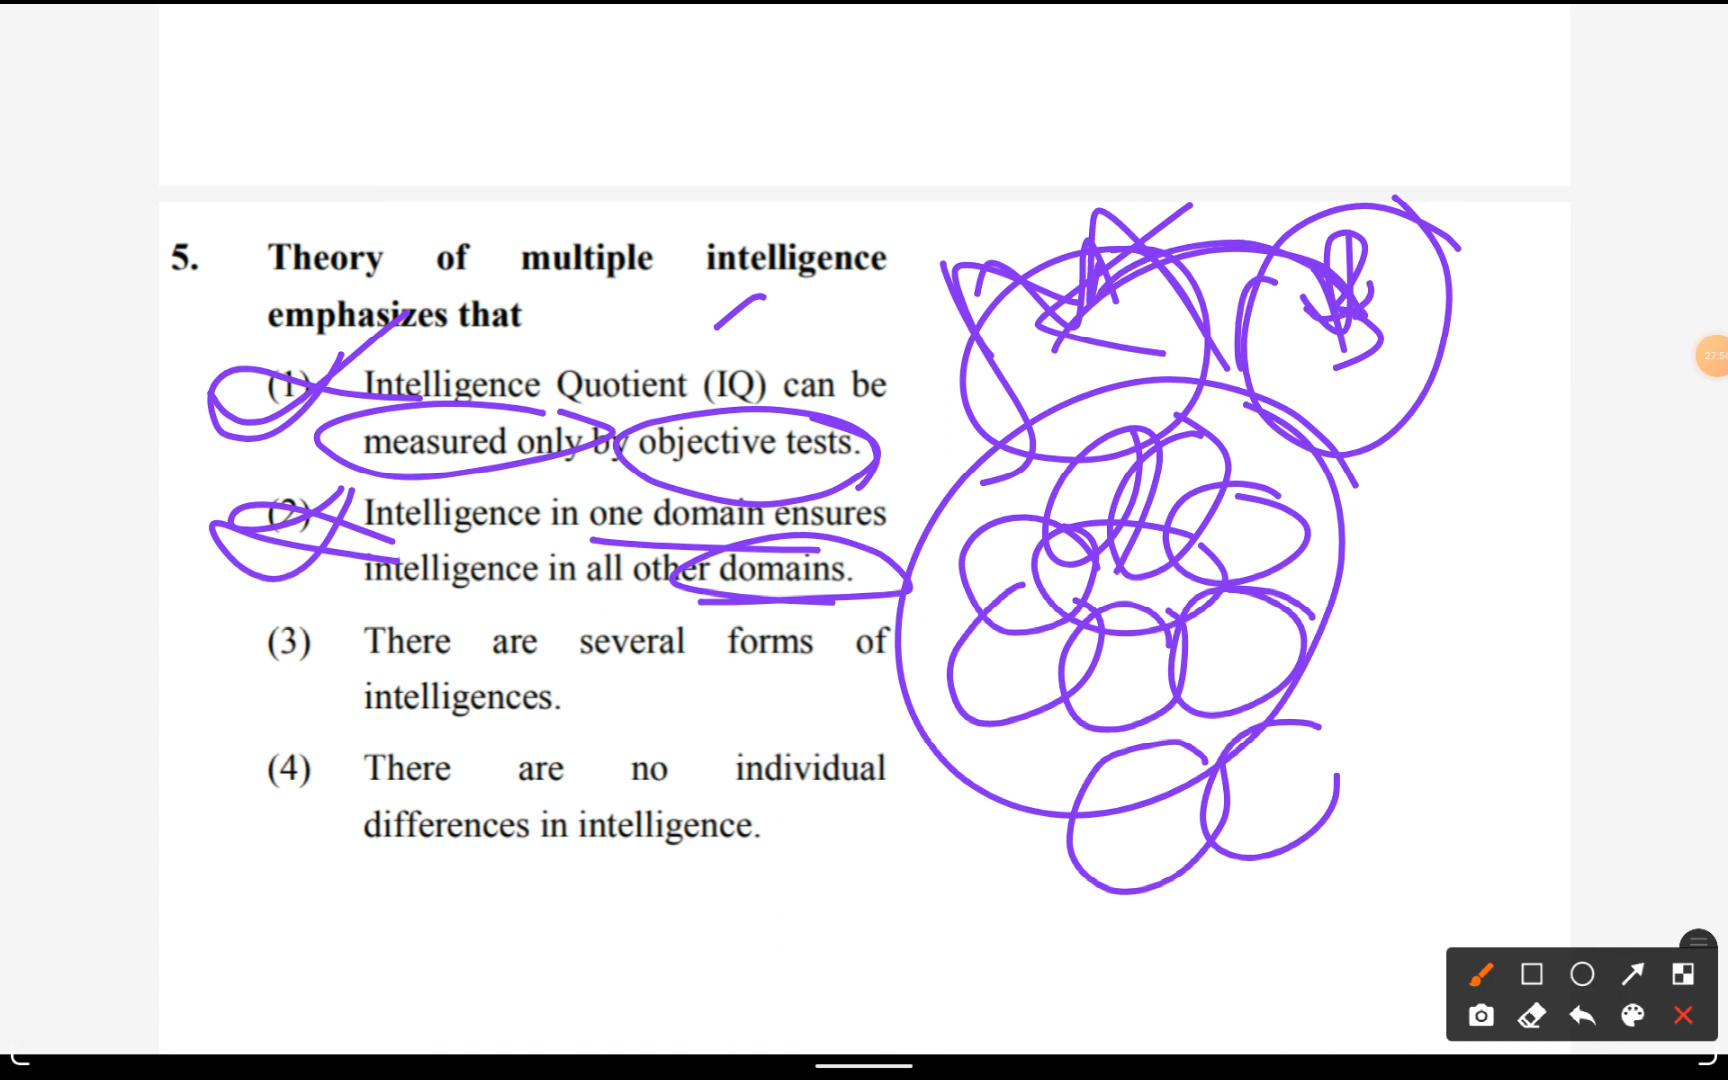 5. Theory of multiple intelligence
emphasizes that
(1) Intelligence Quotient (IQ) can be
measured only by objective tests.
(2) Intelligence in one domain ensures
intelligence in all other domains.
(3) There are several forms of
intelligences.
(4) There are no individual
differences in intelligence.